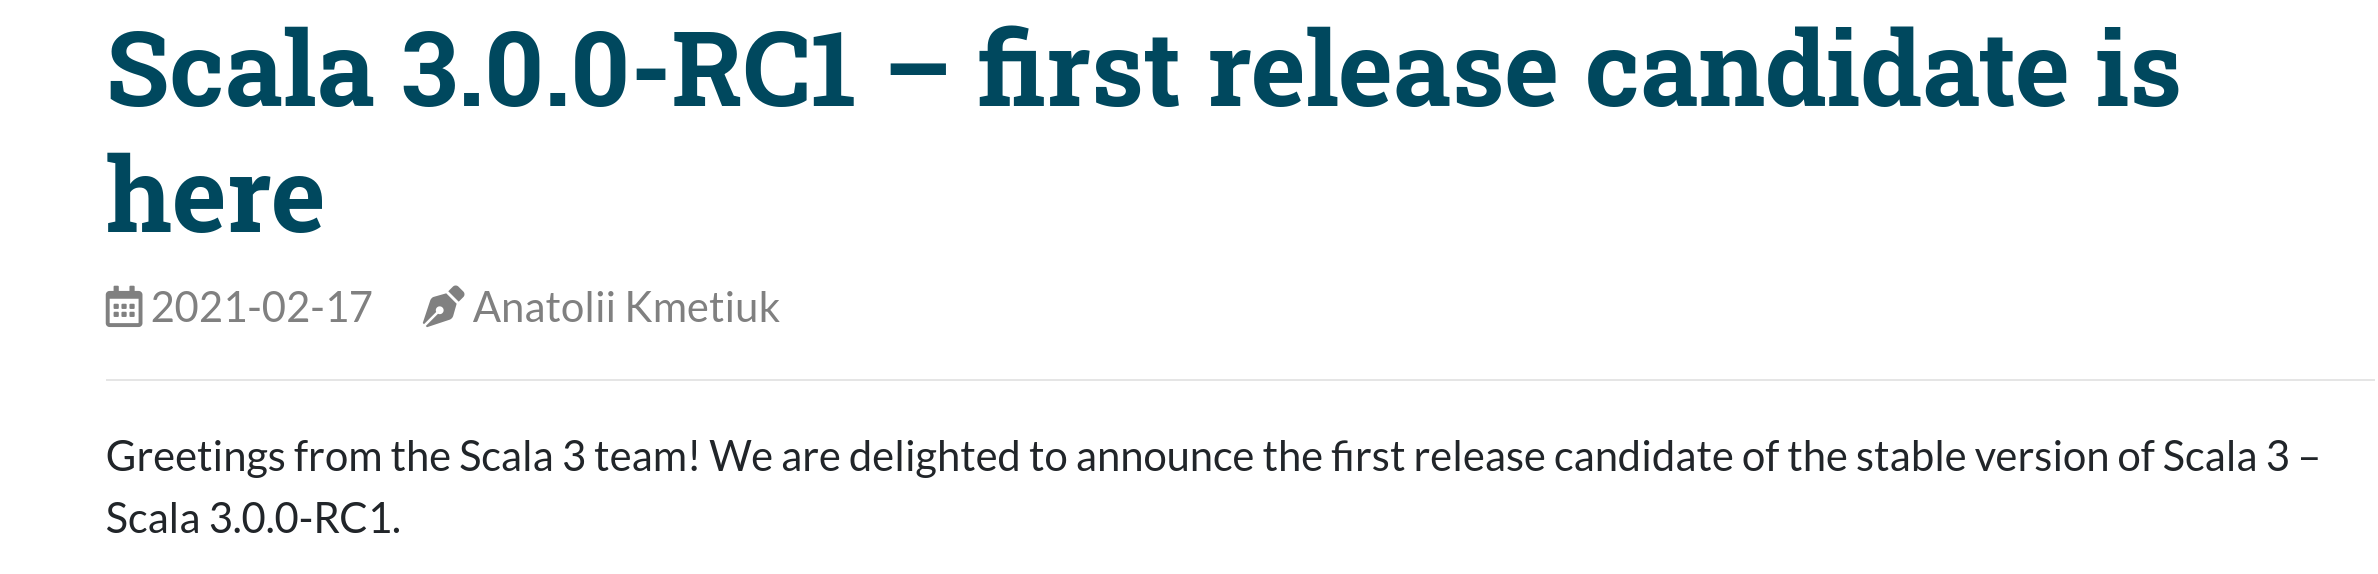 Scala 3.0.0-RC1 – first release candidate is
here
2021-02-17 Anatolii Kmetiuk
Greetings from the Scala 3 team! We are delighted to announce the first release candidate of the stable version of Scala 3 –
Scala 3.0.0-RC1.